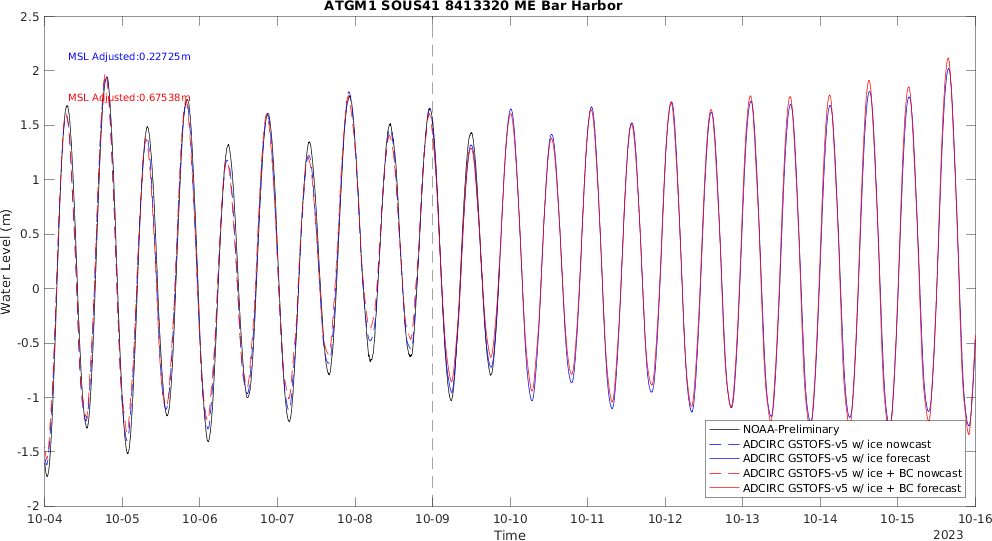 ATGM1 SOUS41 8413320 ME Bar Harbor
MSL Adjusted:0.22725m
MSL Adjusted:0.67538m
Water Level (m)
2.5
2
1.5
1
0.5
0
-0.5
-1
-1.5
-2
NOAA-Preliminary
ADCIRC GSTOFS-v5 w/ ice nowcast
ADCIRC GSTOFS-v5 w/ ice forecast
ADCIRC GSTOFS-v5 w/ ice + BC nowcast
ADCIRC GSTOFS-v5 w/ ice + BC forecast
10-04 10-05 10-06 10-07 10-08 10-09 10-10 10-11 10-12 10-13 10-14 10-15 10-16
Time
2023